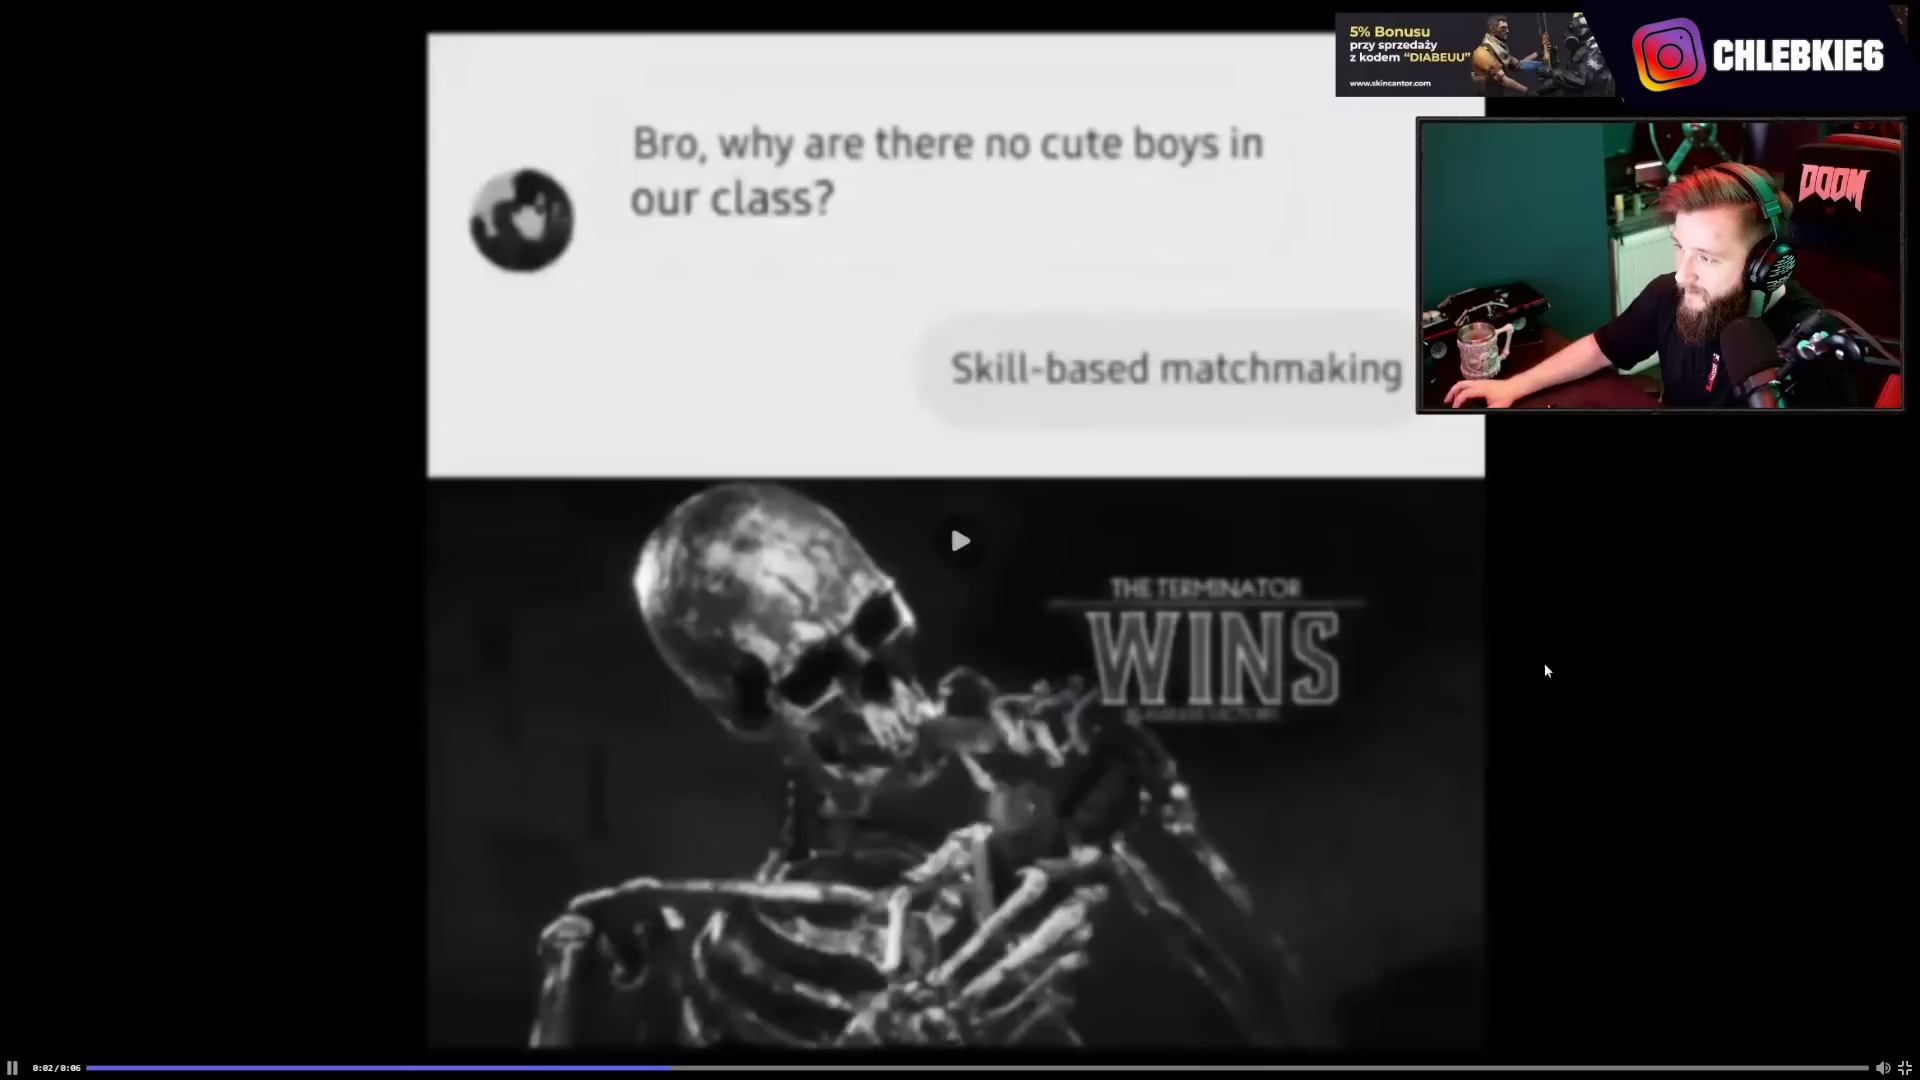 5% Bonusu
przy sprzedaży
z kodem “DIABEUU”
www.skincantor.com
CHLEBKIE6
Bro, why are there no cute boys in
our class?
DOOM
Skill-based matchmaking
THE TERMINATOR
WINS
0:02/0:06